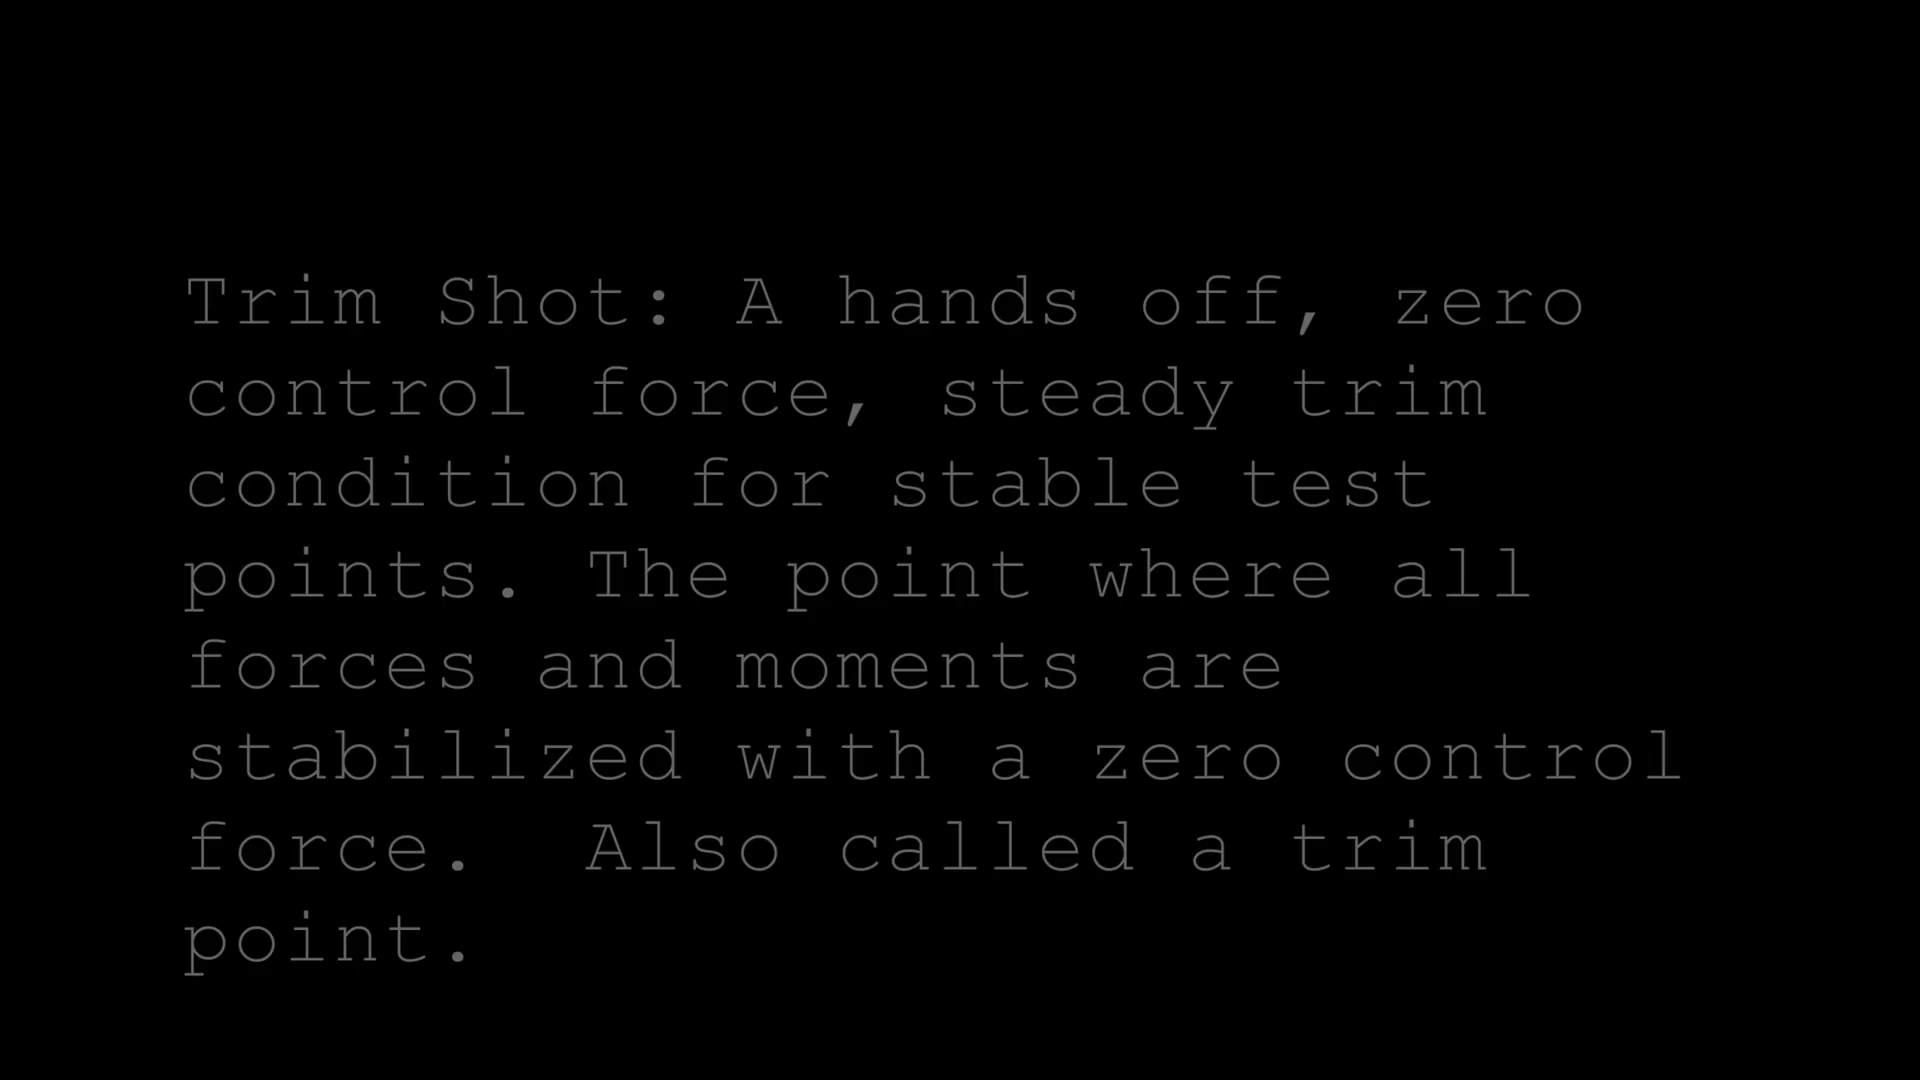 Trim Shot: A hands off, zero
control force, steady trim
condition for stable test
points. The point where all
forces and moments are
stabilized with a zero control
force.  Also called a trim
point.